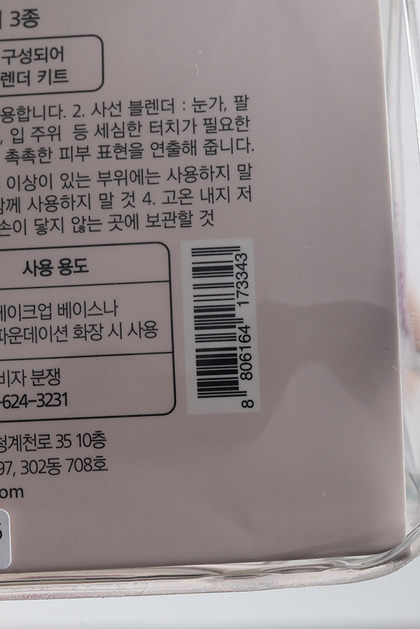 3종
구성되어
렌더 키트
용합니다. 2. 사선 블렌더 : 눈가, 팔
, 입 주위 등 세심한 터치가 필요한
촉촉한 피부 표현을 연출해 줍니다.
이상이 있는 부위에는 사용하지 말
함께 사용하지 말 것 4. 고온 내지 저
손이 닿지 않는 곳에 보관할 것
사용 용도
메이크업 베이스나
파운데이션 화장 시 사용
비자 분쟁
-624-3231
청계천로 35 10층
97, 302동 708호
om
8 806164 173343